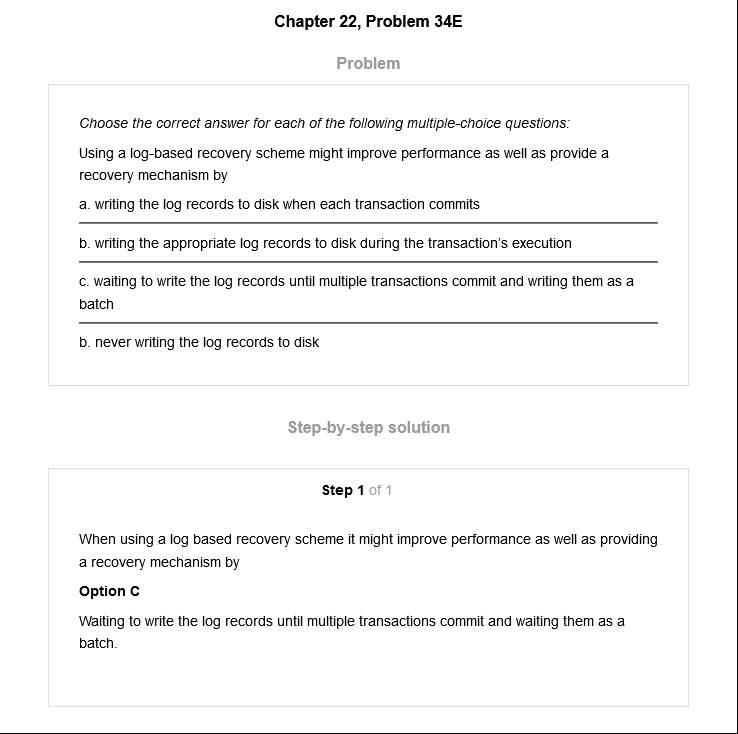 Chapter 22, Problem 34E
Problem
Choose the correct answer for each of the following multiple-choice questions:
Using a log-based recovery scheme might improve performance as well as provide a
recovery mechanism by
a. writing the log records to disk when each transaction commits
b. writing the appropriate log records to disk during the transaction's execution
c. waiting to write the log records until multiple transactions commit and writing them as a
batch
b. never writing the log records to disk
Step-by-step solution
Step 1 of 1
When using a log based recovery scheme it might improve performance as well as providing
a recovery mechanism by
Option C
Waiting to write the log records until multiple transactions commit and waiting them as a
batch.